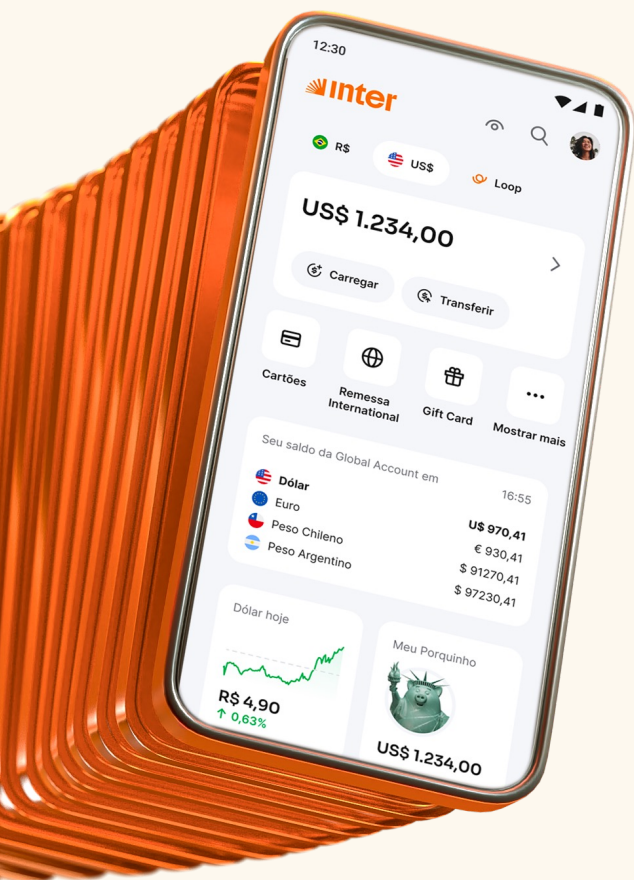 12:30
inter
R$
US$
Loop
US$ 1.234,00
Carregar
Transferir
Cartões
Remessa
International
Gift Card
Mostrar mais
Seu saldo da Global Account em
16:55
Dólar
U$ 970,41
Euro
€ 930,41
Peso Chileno
$ 91270,41
Peso Argentino
$ 97230,41
Dólar hoje
R$ 4,90
↑ 0,63%
Meu Porquinho
US$ 1.234,00